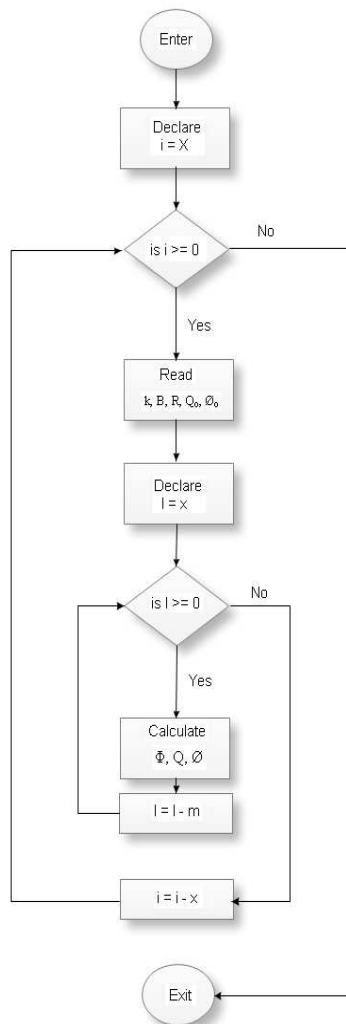 Enter
Declare
i = X
is i >= 0
No
Yes
Read
k, B, R, Q₀, Ø₀
Declare
l = x
is l >= 0
No
Yes
Calculate
Φ, Q, Ø
l = l - m
i = i - x
Exit